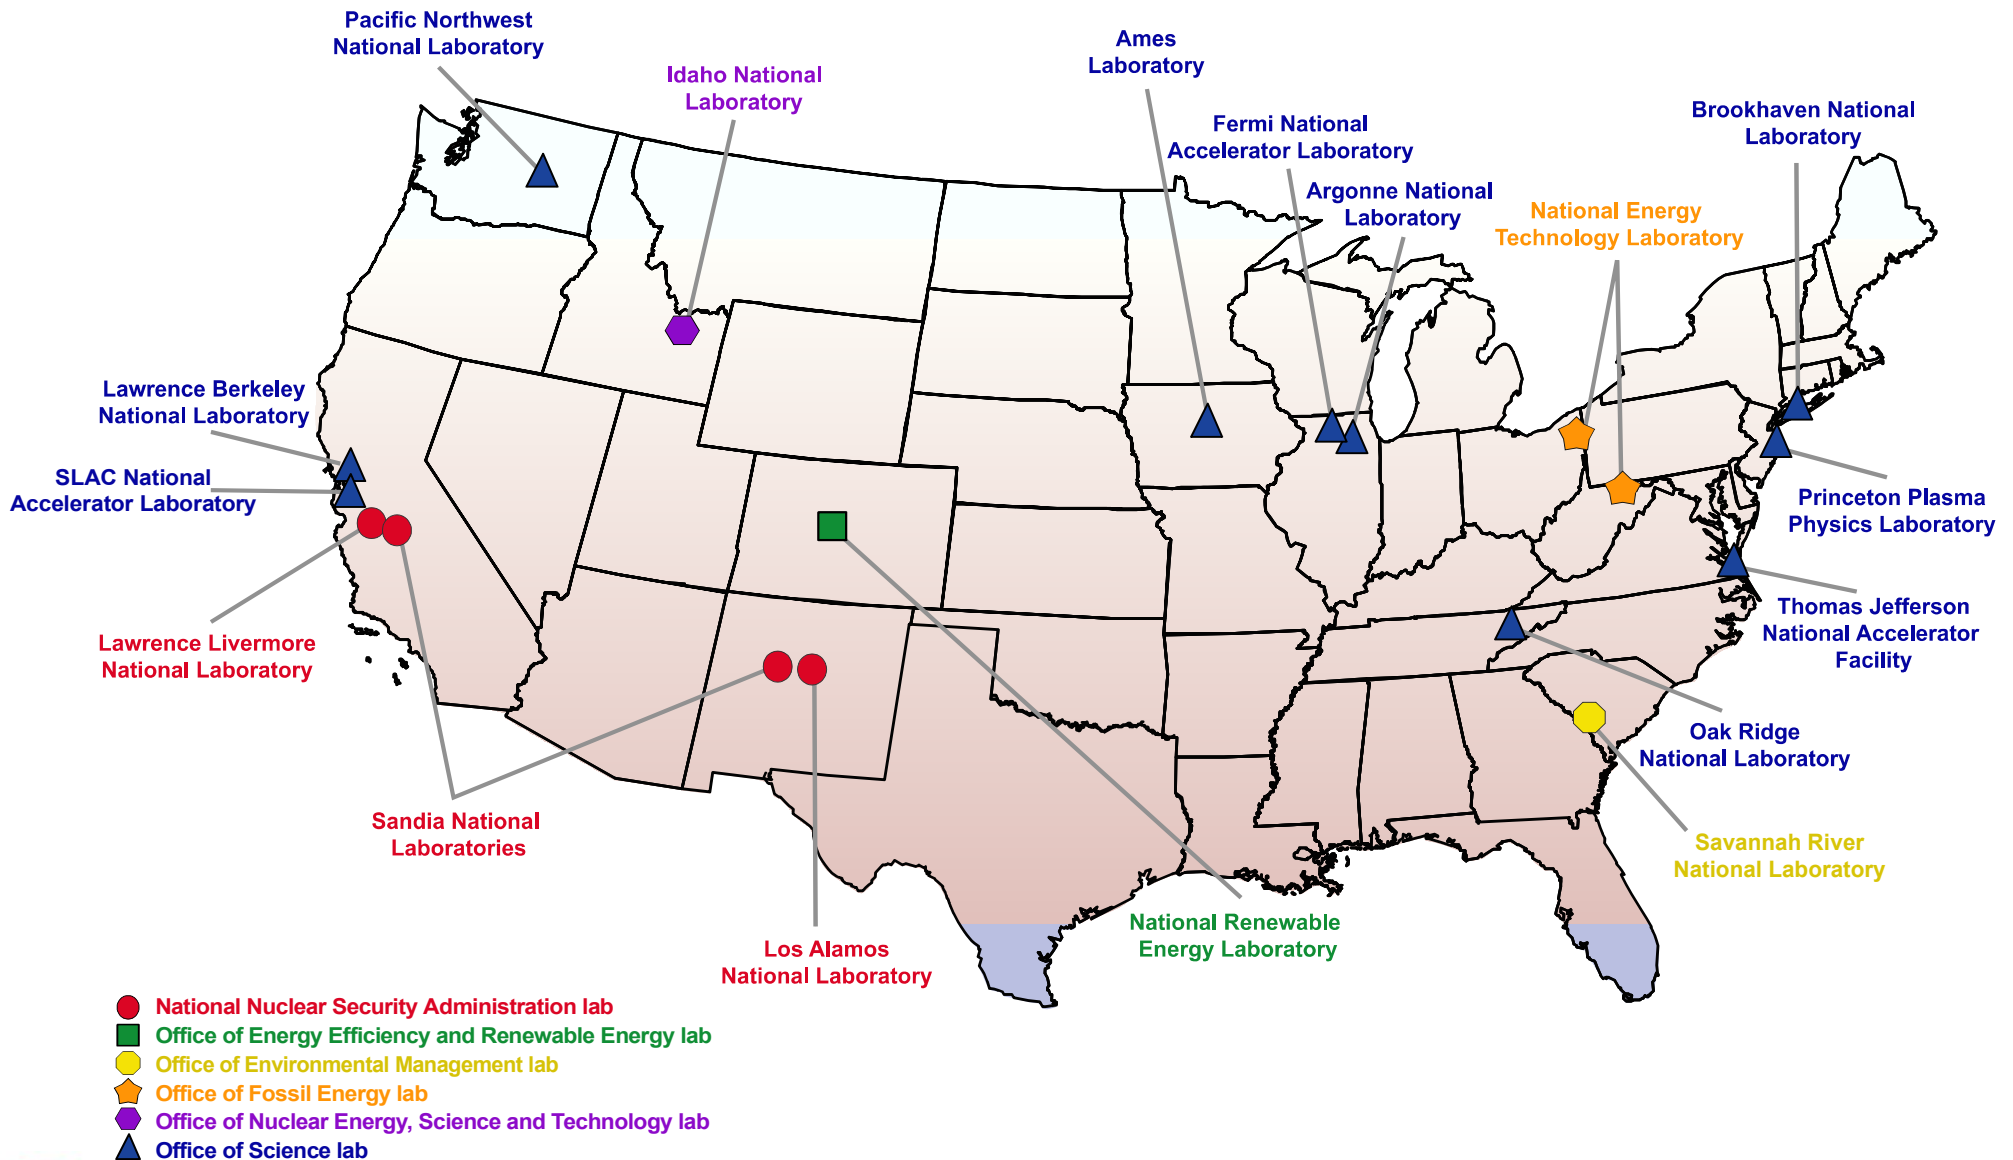 Pacific Northwest
National Laboratory
Idaho National
Laboratory
Ames
Laboratory
Fermi National
Accelerator Laboratory
Argonne National
Laboratory
National Energy
Technology Laboratory
Brookhaven National
Laboratory
Lawrence Berkeley
National Laboratory
SLAC National
Accelerator Laboratory
Princeton Plasma
Physics Laboratory
Thomas Jefferson
National Accelerator
Facility
Lawrence Livermore
National Laboratory
Oak Ridge
National Laboratory
Sandia National
Laboratories
Savannah River
National Laboratory
National Renewable
Energy Laboratory
Los Alamos
National Laboratory
National Nuclear Security Administration lab
Office of Energy Efficiency and Renewable Energy lab
Office of Environmental Management lab
Office of Fossil Energy lab
Office of Nuclear Energy, Science and Technology lab
Office of Science lab